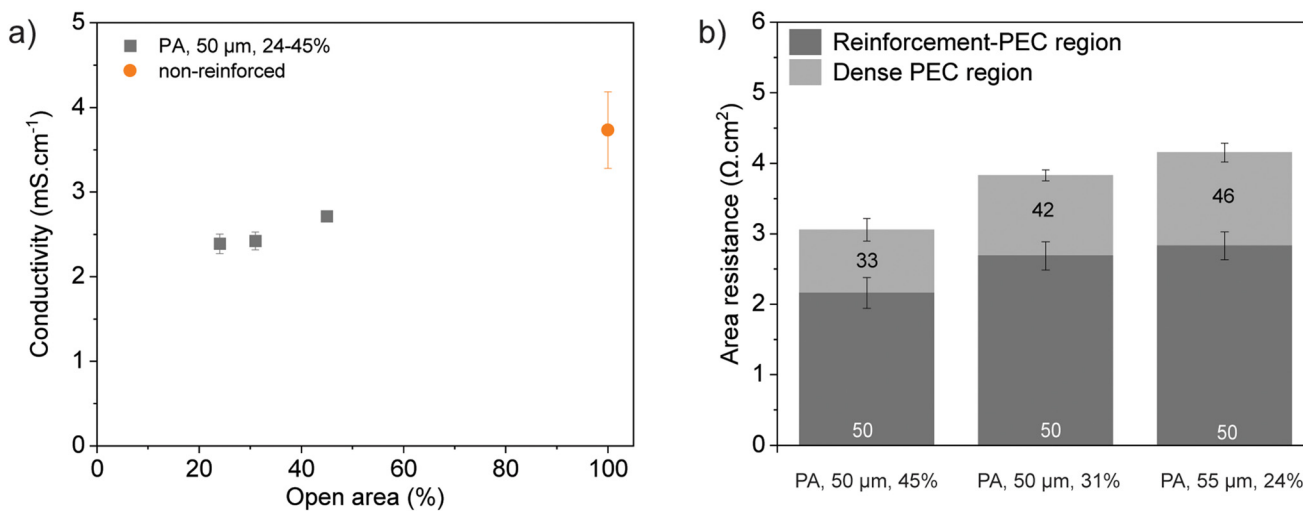 a)
5
4
3
2
1
0
Conductivity (mS.cm⁻¹)
PA, 50 µm, 24-45%
non-reinforced
0 20 40 60 80 100
Open area (%)
b)
6
5
4
3
2
1
0
Area resistance (Ω.cm²)
Reinforcement-PEC region
Dense PEC region
33 42 46
50 50 50
PA, 50 µm, 45% PA, 50 µm, 31% PA, 55 µm, 24%